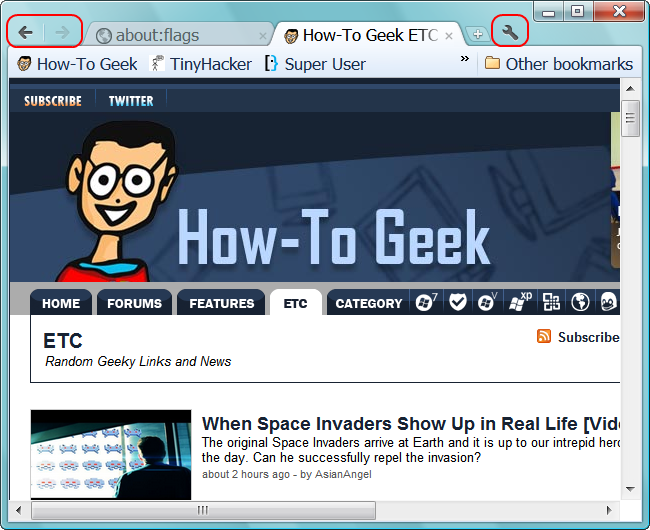 about:flags How-To Geek ETC
How-To Geek TinyHacker Super User » Other bookmarks
SUBSCRIBE TWITTER
How-To Geek
HOME FORUMS FEATURES ETC CATEGORY 7 V xp
ETC
Subscribe
Random Geeky Links and News
When Space Invaders Show Up in Real Life [Vide
The original Space Invaders arrive at Earth and it is up to our intrepid hero
the day. Can he successfully repel the invasion?
about 2 hours ago - by AsianAngel